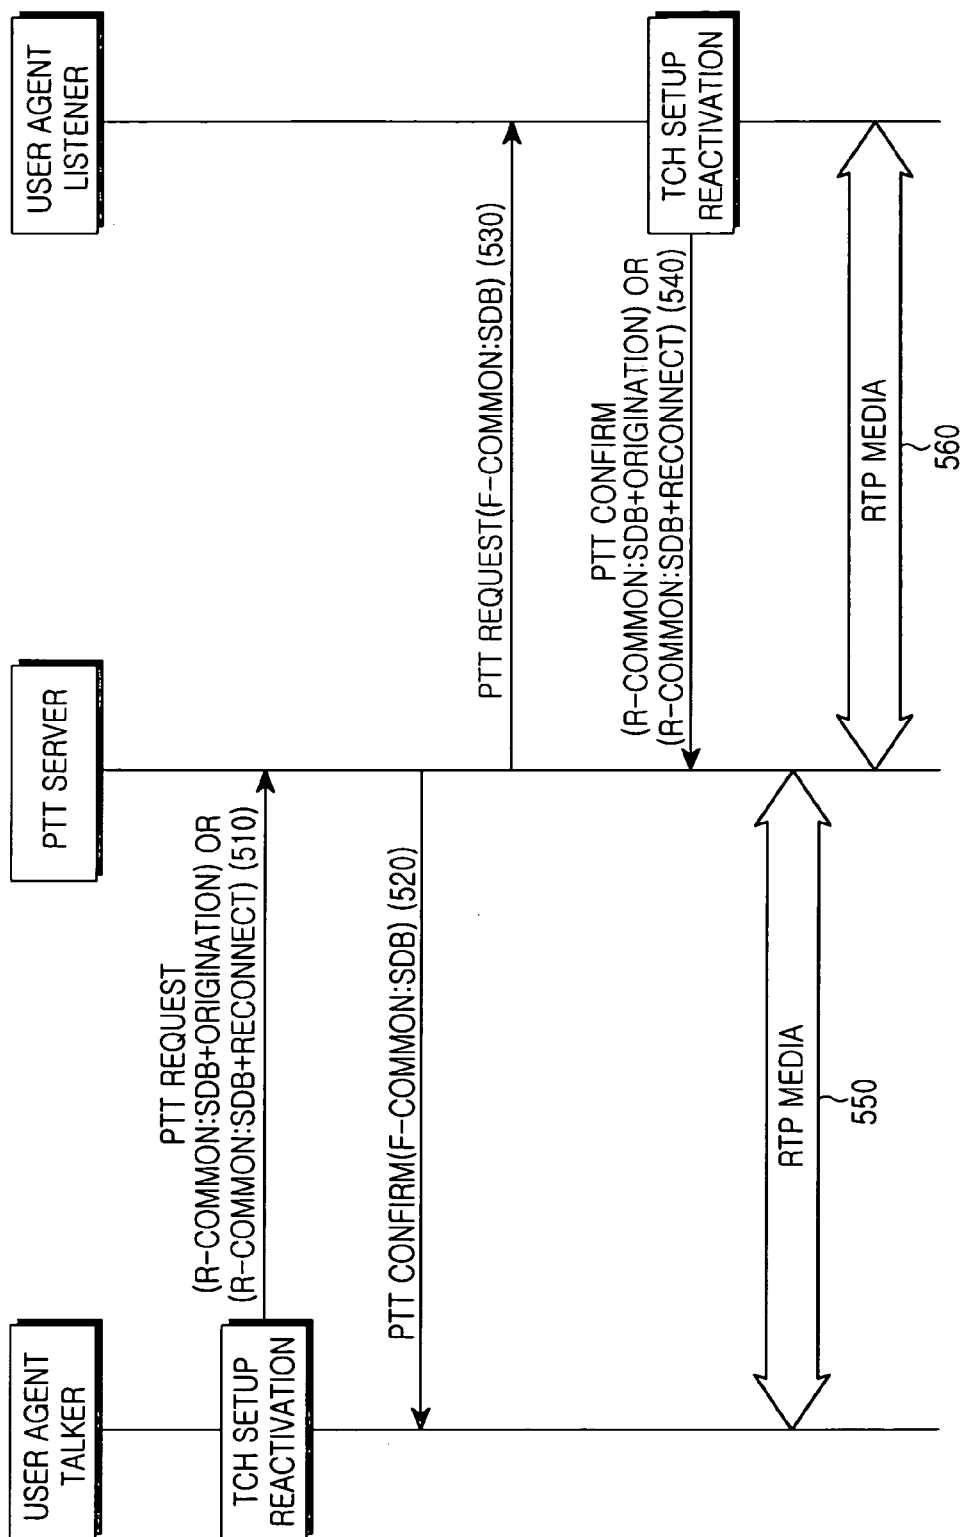 USER AGENT
TALKER
PTT SERVER
USER AGENT
LISTENER
TCH SETUP
REACTIVATION
PTT REQUEST
(R-COMMON:SDB+ORIGINATION) OR
(R-COMMON:SDB+RECONNECT) (510)
PTT CONFIRM(F-COMMON:SDB) (520)
PTT REQUEST(F-COMMON:SDB) (530)
PTT CONFIRM
(R-COMMON:SDB+ORIGINATION) OR
(R-COMMON:SDB+RECONNECT) (540)
TCH SETUP
REACTIVATION
RTP MEDIA
550
RTP MEDIA
560